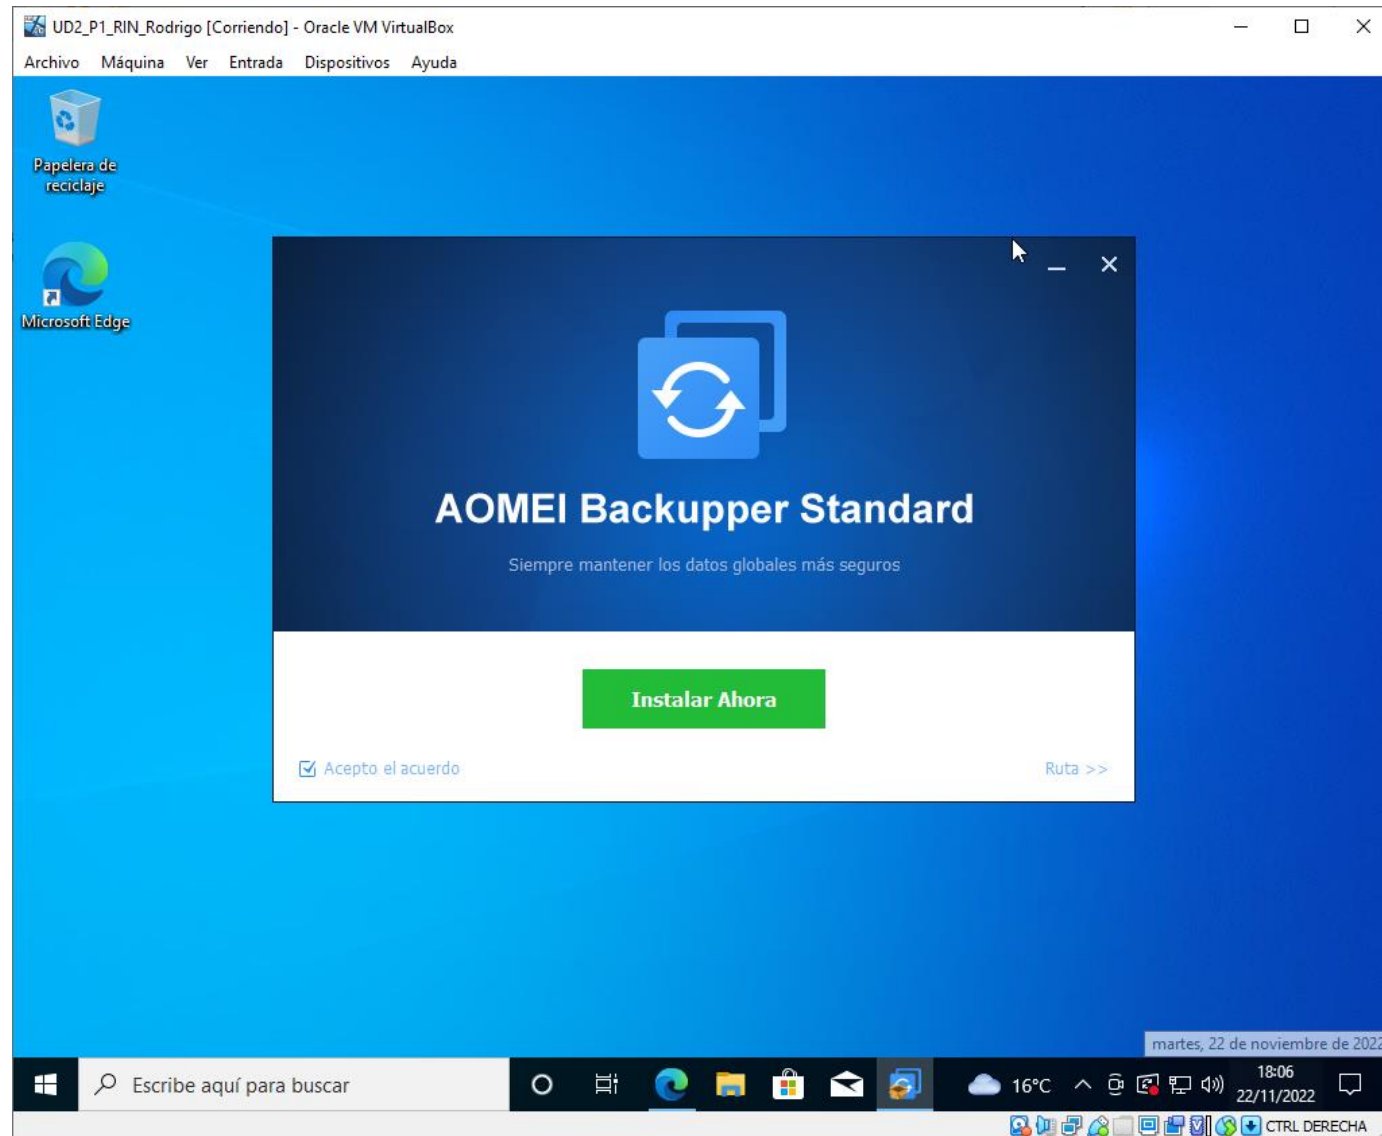 UD2_P1_RIN_Rodrigo [Corriendo] - Oracle VM VirtualBox
Archivo Máquina Ver Entrada Dispositivos Ayuda
Papelera de
reciclaje
Microsoft Edge
AOMEI Backupper Standard
Siempre mantener los datos globales más seguros
Instalar Ahora
Acepto el acuerdo
Ruta >>
martes, 22 de noviembre de 2022
Escribe aquí para buscar
16°C
18:06
22/11/2022
CTRL DERECHA